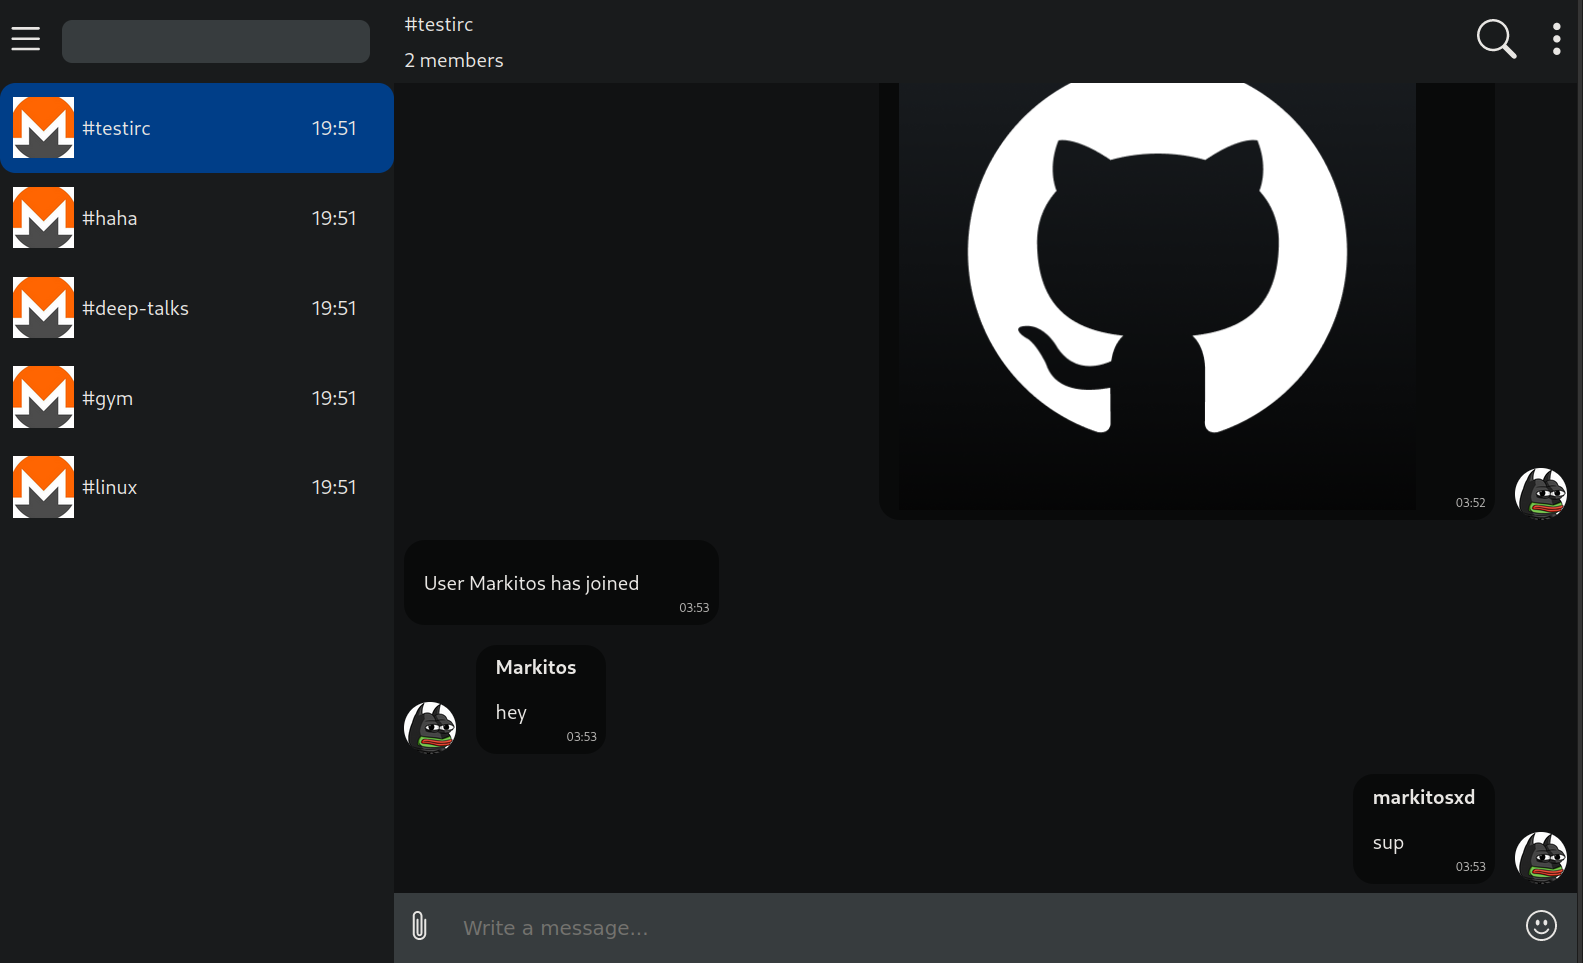 #testirc
19:51
#haha
19:51
#deep-talks
19:51
#gym
19:51
#linux
19:51
#testirc
2 members
03:52
User Markitos has joined
03:53
Markitos
hey
03:53
markitosxd
sup
03:53
Write a message...